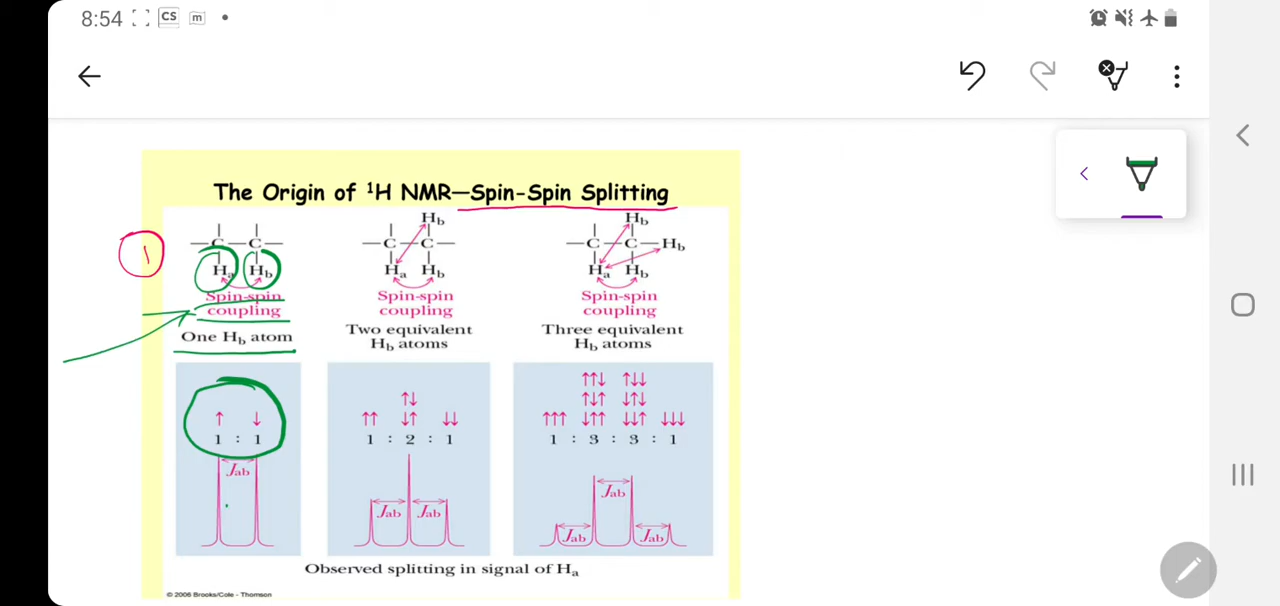 8:54 CS m
The Origin of ¹H NMR—Spin-Spin Splitting
1
Hb Hb
—C—C— —C—C— —C—C—Hb
Ha Hb Ha Hb Ha Hb
Spin-spin coupling
One Hb atom
Spin-spin coupling
Two equivalent Hb atoms
Spin-spin coupling
Three equivalent Hb atoms
↑↓ ↑↑↓ ↑↓↓
↑↓↑ ↓↑↓
↑ ↓ ↑↑ ↓↑ ↓↓ ↑↑↑ ↓↑↑ ↓↓↑ ↓↓↓
1 : 1 1 : 2 : 1 1 : 3 : 3 : 1
Jab
Jab Jab
Jab
Jab Jab
Observed splitting in signal of Ha
© 2006 Brooks/Cole - Thomson